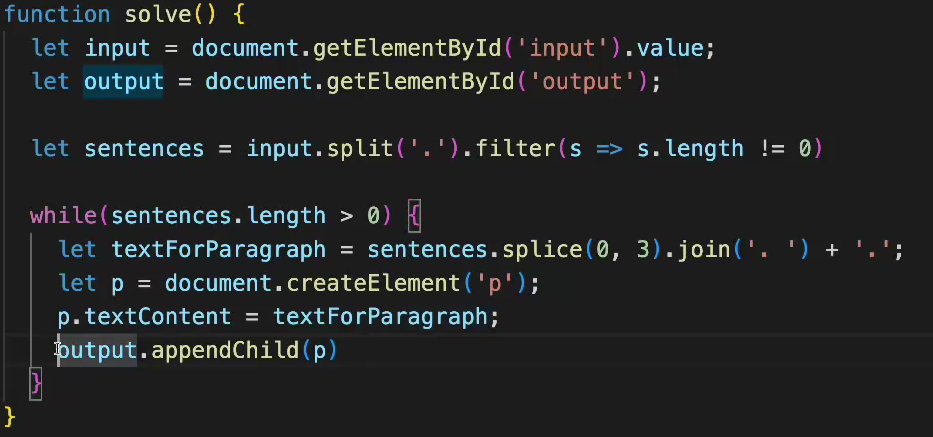 function solve() {
let input = document.getElementById('input').value;
let output = document.getElementById('output');
let sentences = input.split('.').filter(s => s.length != 0)
while(sentences.length > 0) {
let textForParagraph = sentences.splice(0, 3).join('. ') + '.';
let p = document.createElement('p');
p.textContent = textForParagraph;
output.appendChild(p)
}
}